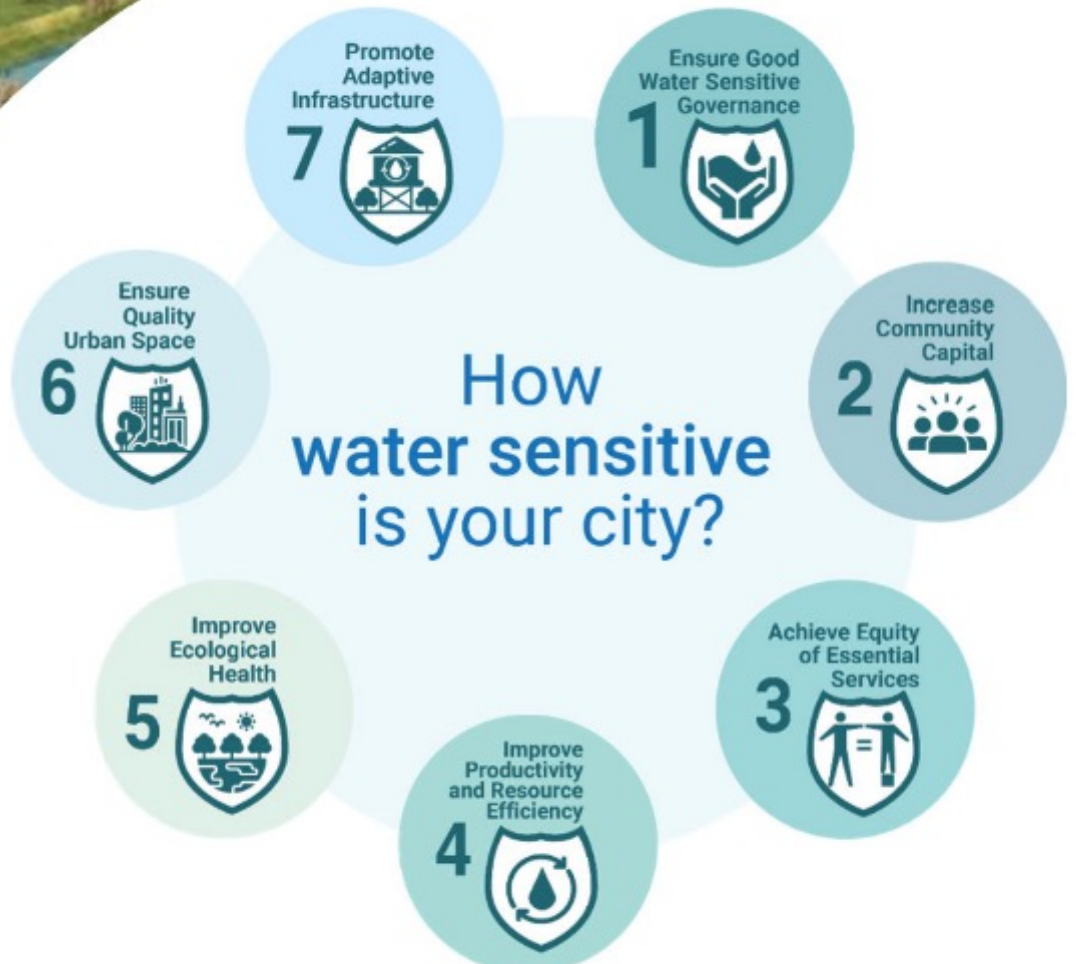 How
water sensitive
is your city?
1
Ensure Good
Water Sensitive
Governance
2
Increase
Community
Capital
3
Achieve Equity
of Essential
Services
4
Improve
Productivity
and Resource
Efficiency
5
Improve
Ecological
Health
6
Ensure
Quality
Urban Space
7
Promote
Adaptive
Infrastructure